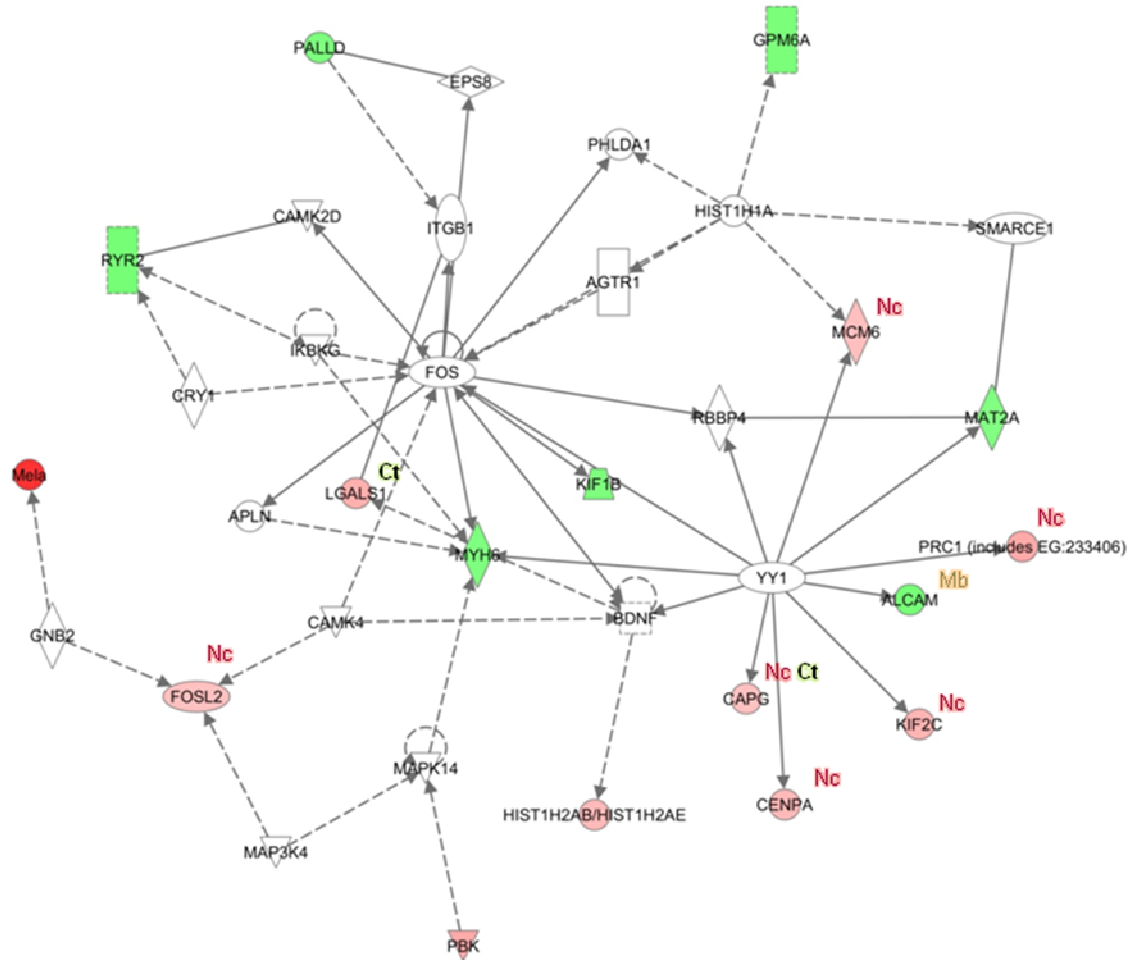 GPM6A
PALLD
EPS8
PHLDA1
HIST1H1A
CAMK2D
ITGB1
SMARCE1
RYR2
AGTR1
Nc
MCM6
IKBKG
FOS
CRY1
RBBP4
MAT2A
Mela
Ct
LGALS1
KIF1B
APLN
Nc
PRC1 (includes EG:233406)
MYH6
YY1
Mb
ALCAM
CAMK4
BDNF
GNB2
Nc
FOSL2
Nc Ct
CAPG
Nc
KIF2C
MAPK14
Nc
CENPA
HIST1H2AB/HIST1H2AE
MAP3K4
PBK